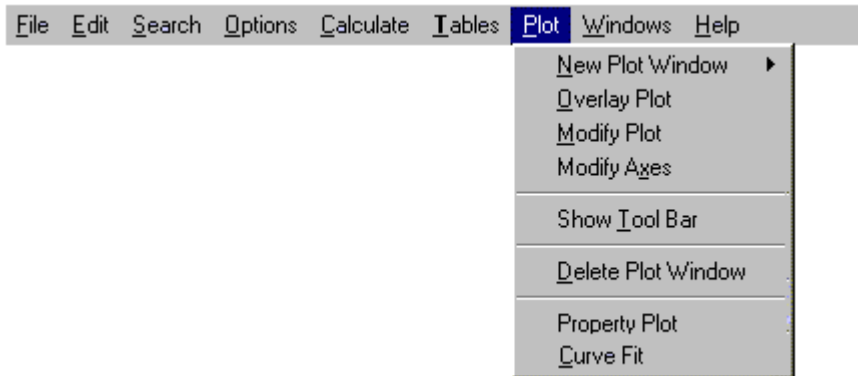 File Edit Search Options Calculate Tables Plot Windows Help
New Plot Window
Overlay Plot
Modify Plot
Modify Axes
Show Tool Bar
Delete Plot Window
Property Plot
Curve Fit